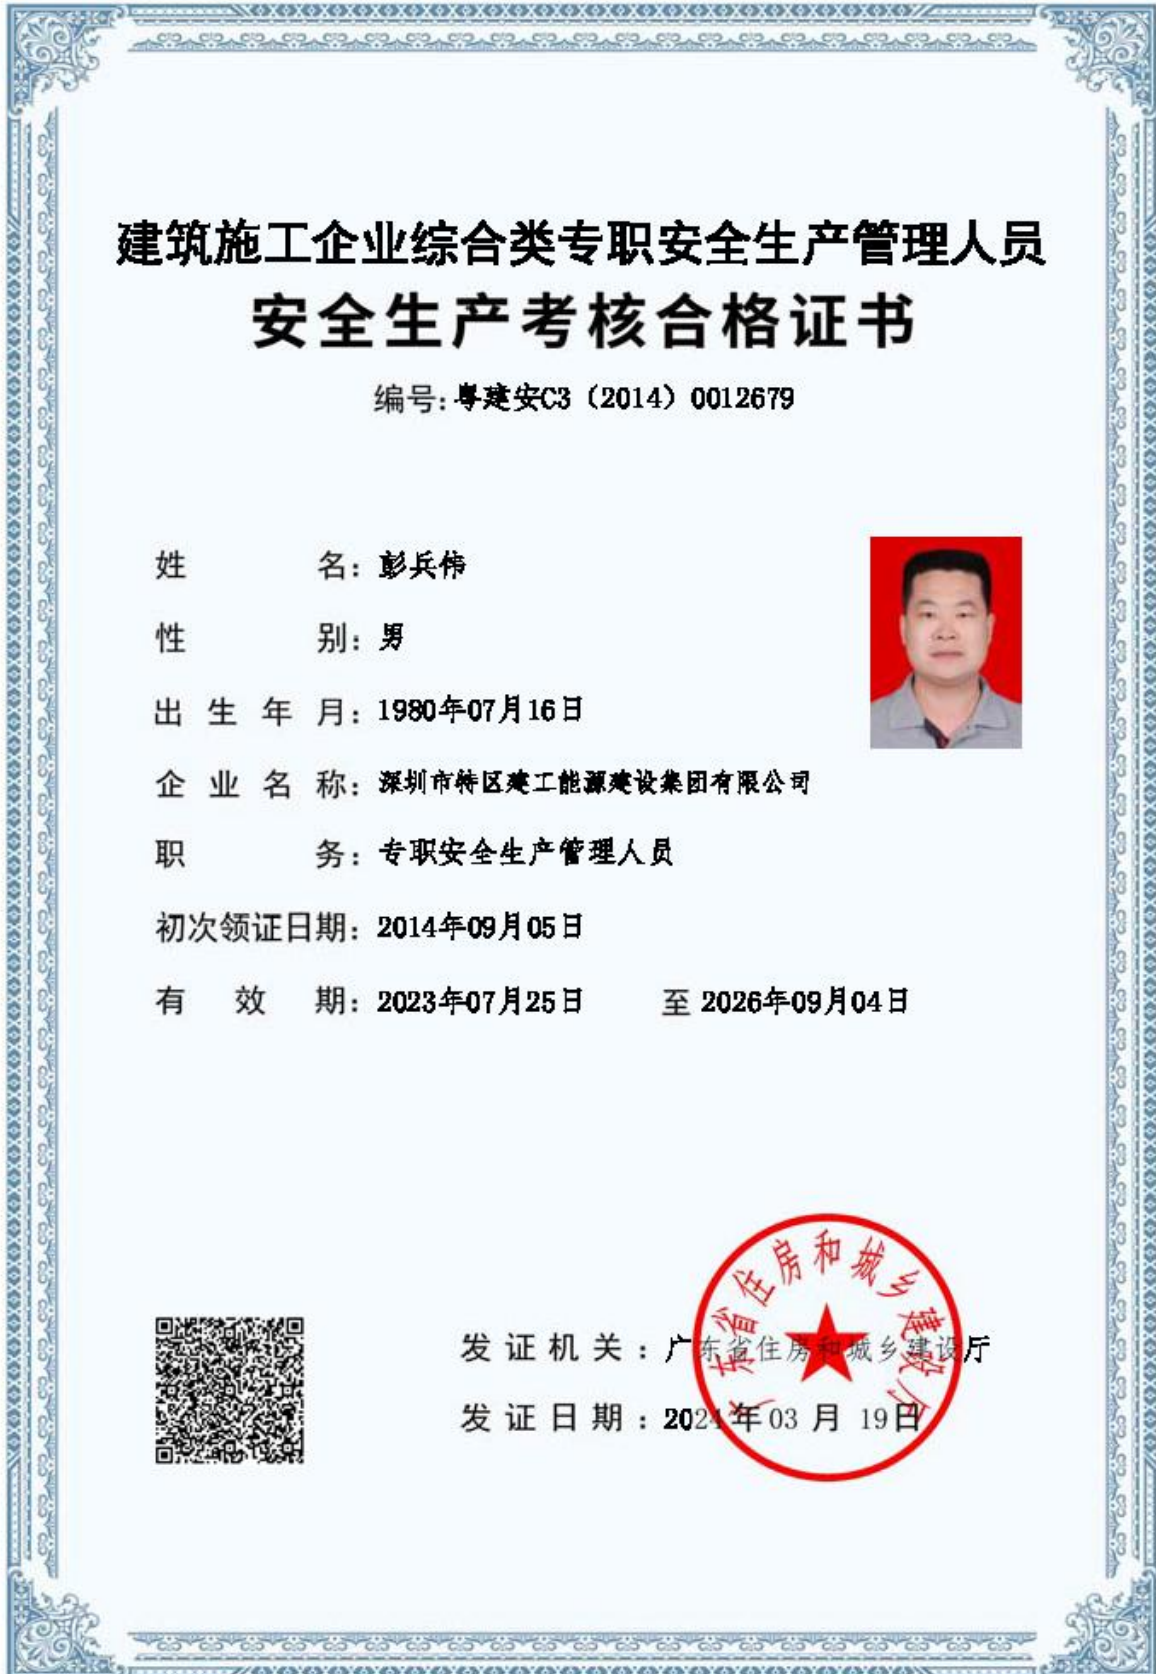 建筑施工企业综合类专职安全生产管理人员
安全生产考核合格证书
编号:粤建安C3（2014）0012679
姓名：彭兵伟
性别：男
出生年月：1980年07月16日
企业名称：深圳市特区建工能源建设集团有限公司
职务：专职安全生产管理人员
初次领证日期：2014年09月05日
有效期：2023年07月25日 至 2026年09月04日
广东省住房和城乡建设厅
发证机关：广东省住房和城乡建设厅
发证日期：2024年03月19日